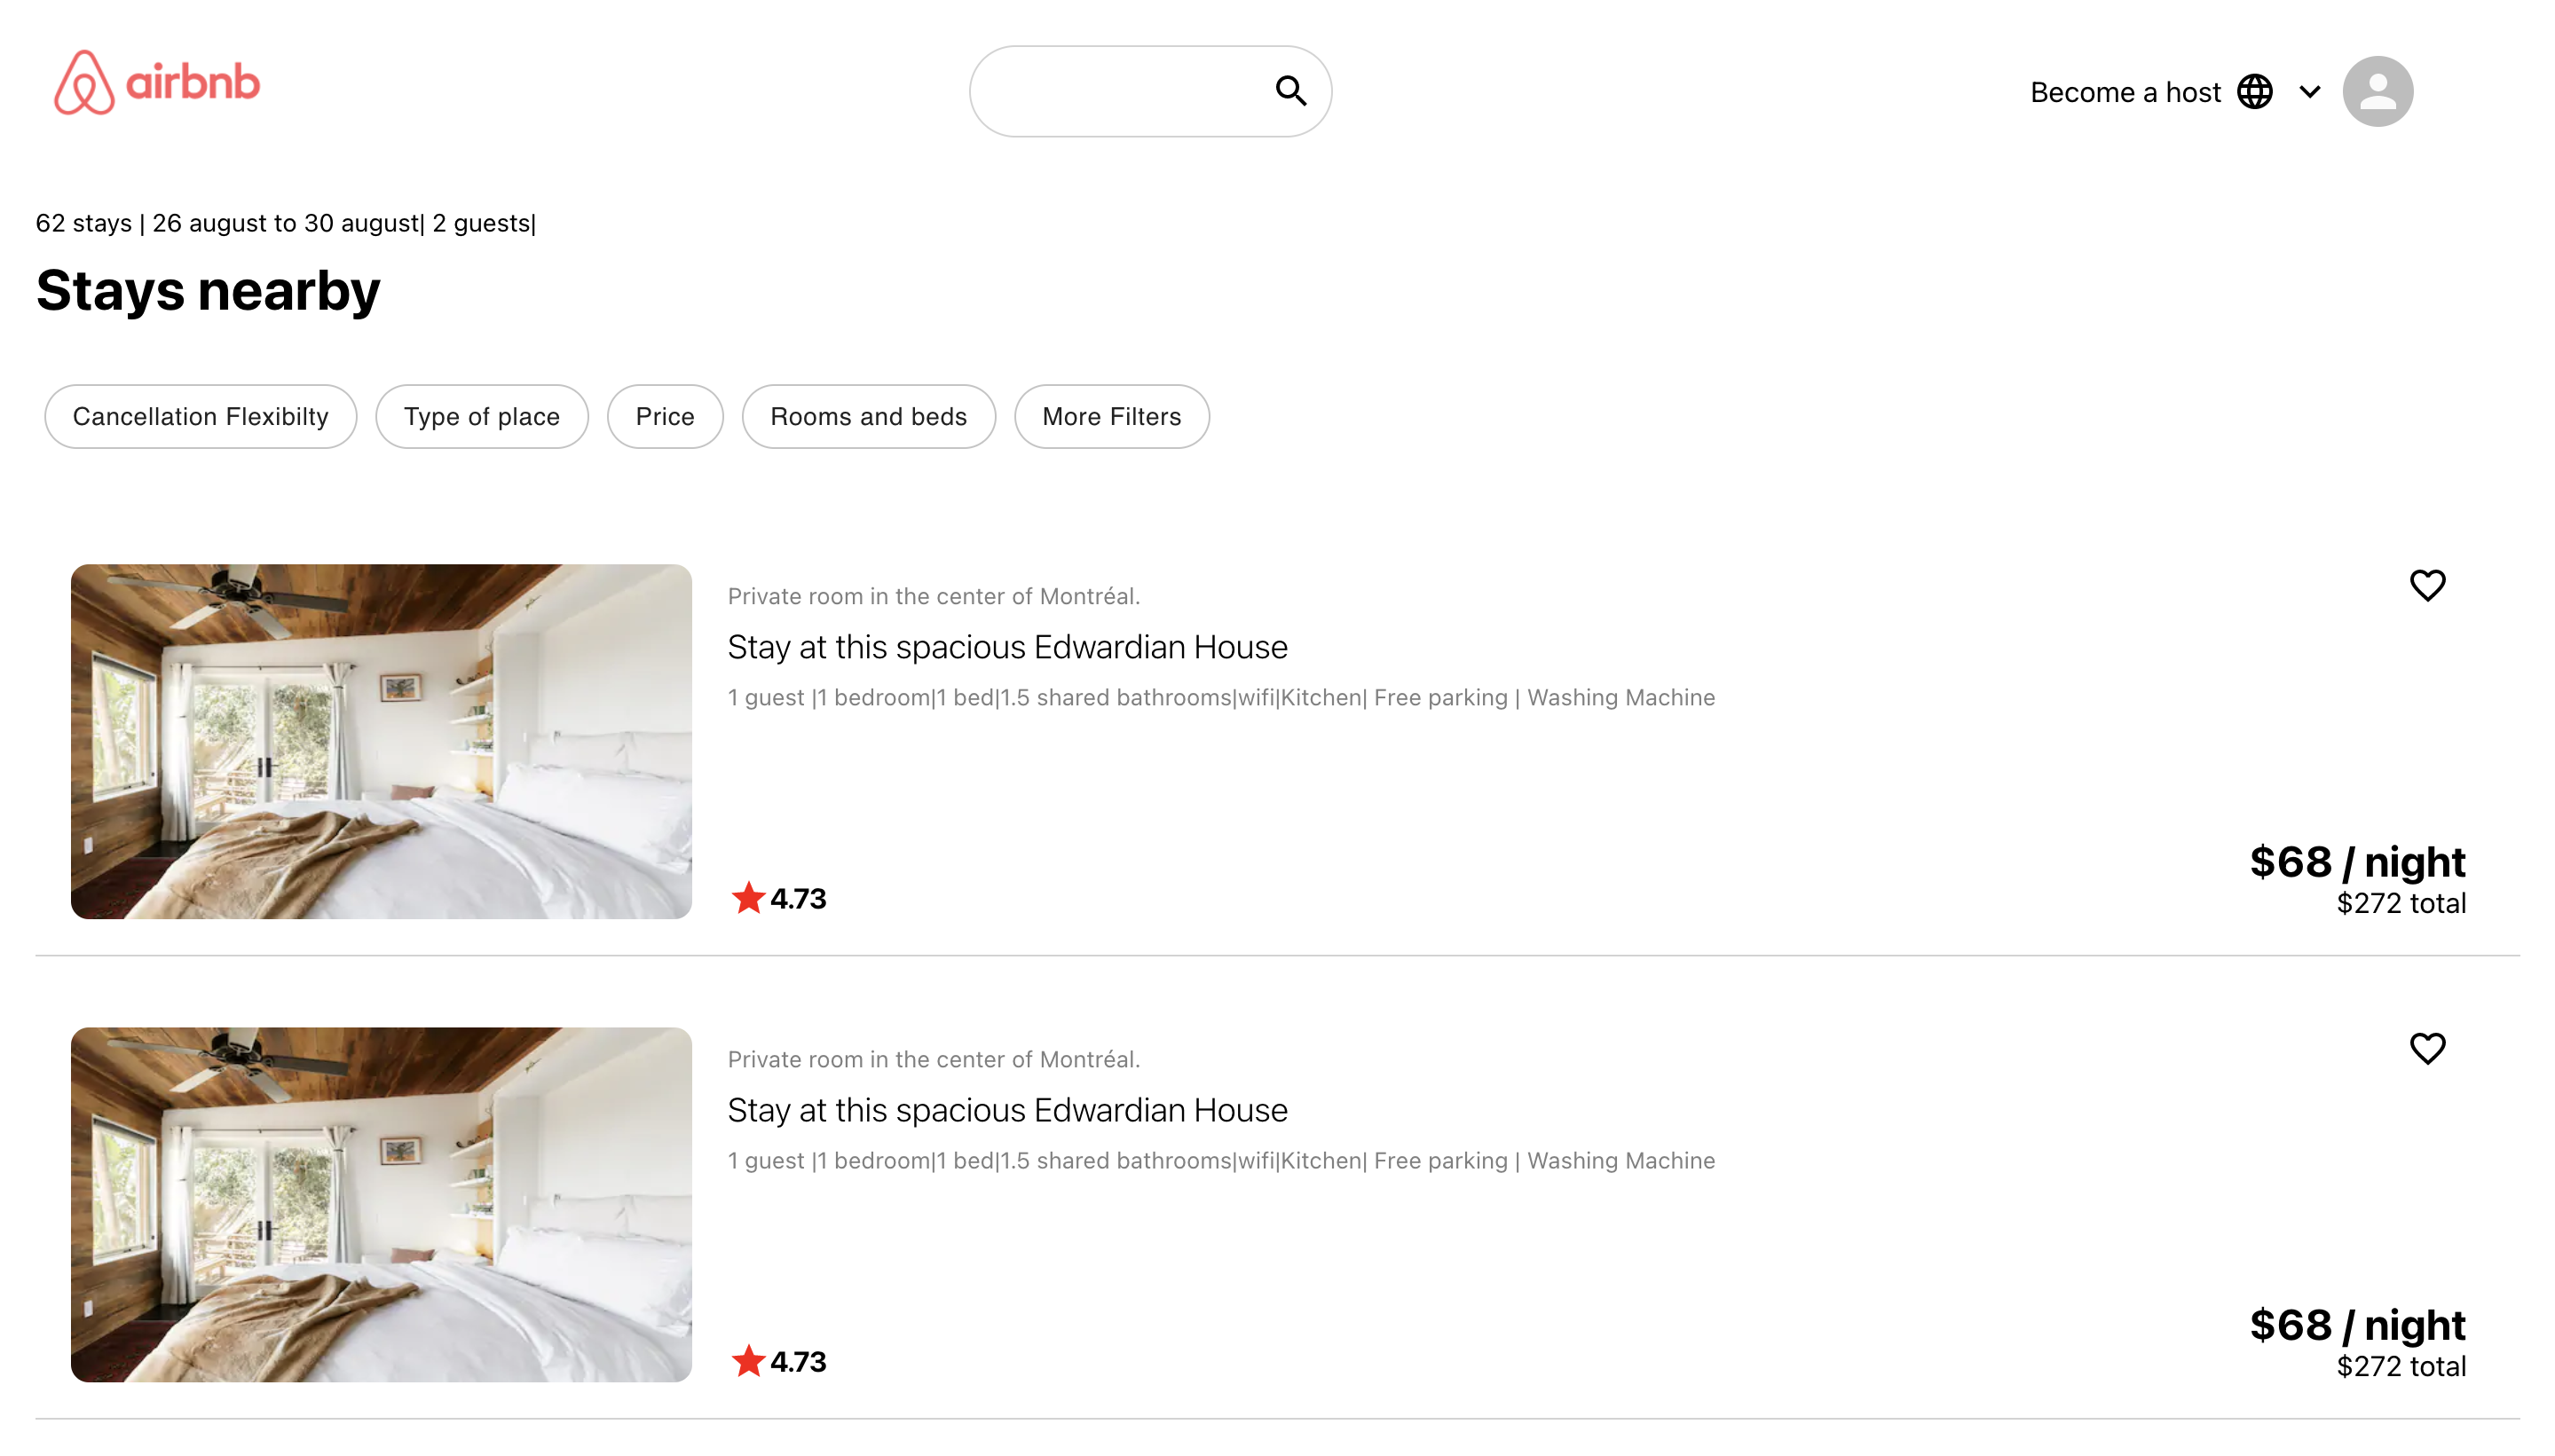 airbnb
Become a host
62 stays | 26 august to 30 august| 2 guests|
Stays nearby
Cancellation Flexibilty
Type of place
Price
Rooms and beds
More Filters
Private room in the center of Montréal.
Stay at this spacious Edwardian House
1 guest |1 bedroom|1 bed|1.5 shared bathrooms|wifi|Kitchen| Free parking | Washing Machine
4.73
$68 / night
$272 total
Private room in the center of Montréal.
Stay at this spacious Edwardian House
1 guest |1 bedroom|1 bed|1.5 shared bathrooms|wifi|Kitchen| Free parking | Washing Machine
4.73
$68 / night
$272 total